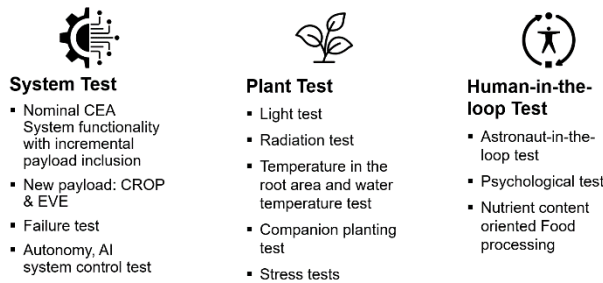 System Test
▪ Nominal CEA
System functionality
with incremental
payload inclusion
▪ New payload: CROP
& EVE
▪ Failure test
▪ Autonomy, AI
system control test
Plant Test
▪ Light test
▪ Radiation test
▪ Temperature in the
root area and water
temperature test
▪ Companion planting
test
▪ Stress tests
Human-in-the-
loop Test
▪ Astronaut-in-the-
loop test
▪ Psychological test
▪ Nutrient content
oriented Food
processing